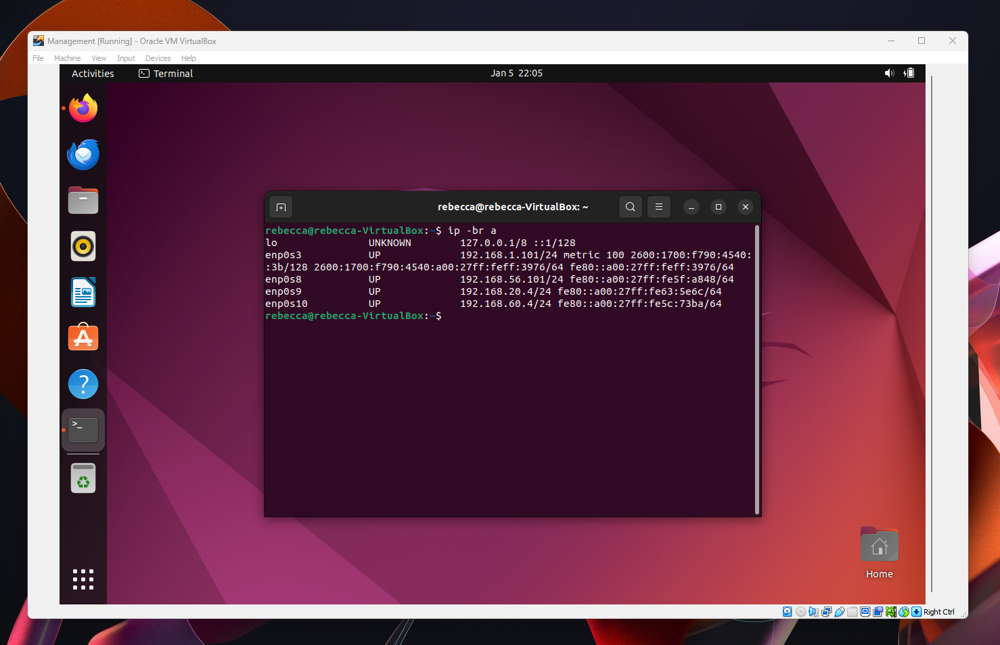 Management [Running] - Oracle VM VirtualBox
File Machine View Input Devices Help
Activities Terminal Jan 5 22:05
rebecca@rebecca-VirtualBox: ~
rebecca@rebecca-VirtualBox:~$ ip -br a
lo UNKNOWN 127.0.0.1/8 ::1/128
enp0s3 UP 192.168.1.101/24 metric 100 2600:1700:f790:4540:
:3b/128 2600:1700:f790:4540:a00:27ff:feff:3976/64 fe80::a00:27ff:feff:3976/64
enp0s8 UP 192.168.56.101/24 fe80::a00:27ff:fe5f:a848/64
enp0s9 UP 192.168.20.4/24 fe80::a00:27ff:fe63:5e6c/64
enp0s10 UP 192.168.60.4/24 fe80::a00:27ff:fe5c:73ba/64
rebecca@rebecca-VirtualBox:~$
Home
Right Ctrl